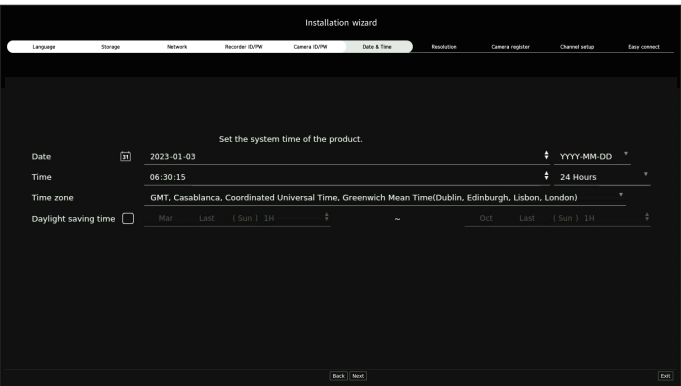 Installation wizard
Language Storage Network Recorder ID/PW Camera ID/PW Date & Time Resolution Camera register Channel setup Easy connect
Set the system time of the product.
Date 31 2023-01-03 YYYY-MM-DD
Time 06:30:15 24 Hours
Time zone GMT, Casablanca, Coordinated Universal Time, Greenwich Mean Time(Dublin, Edinburgh, Lisbon, London)
Daylight saving time Mar Last ( Sun ) 1H ~ Oct Last ( Sun ) 1H
Back Next Exit